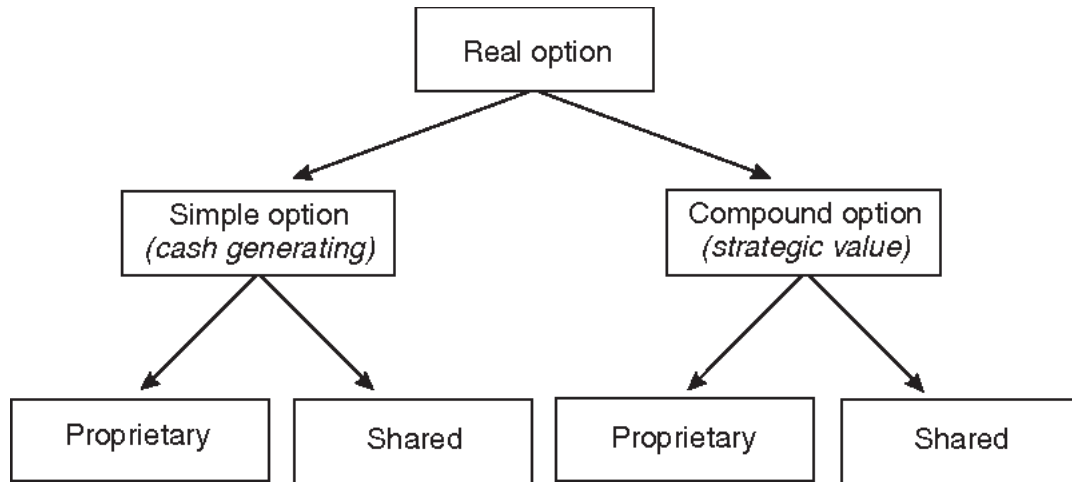 Real option
Simple option
(cash generating)
Compound option
(strategic value)
Proprietary
Shared
Proprietary
Shared